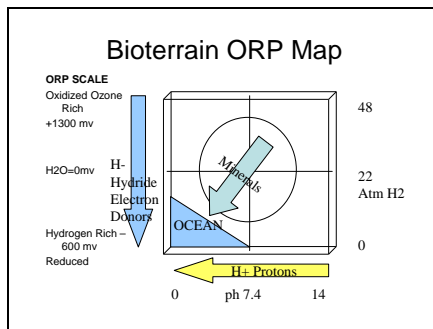 Bioterrain ORP Map
ORP SCALE
Oxidized Ozone
Rich
+1300 mv
H2O=0mv
H-
Hydride
Electron
Donors
Hydrogen Rich –
600 mv
Reduced
Minerals
OCEAN
48
22
Atm H2
0
H+ Protons
0 ph 7.4 14